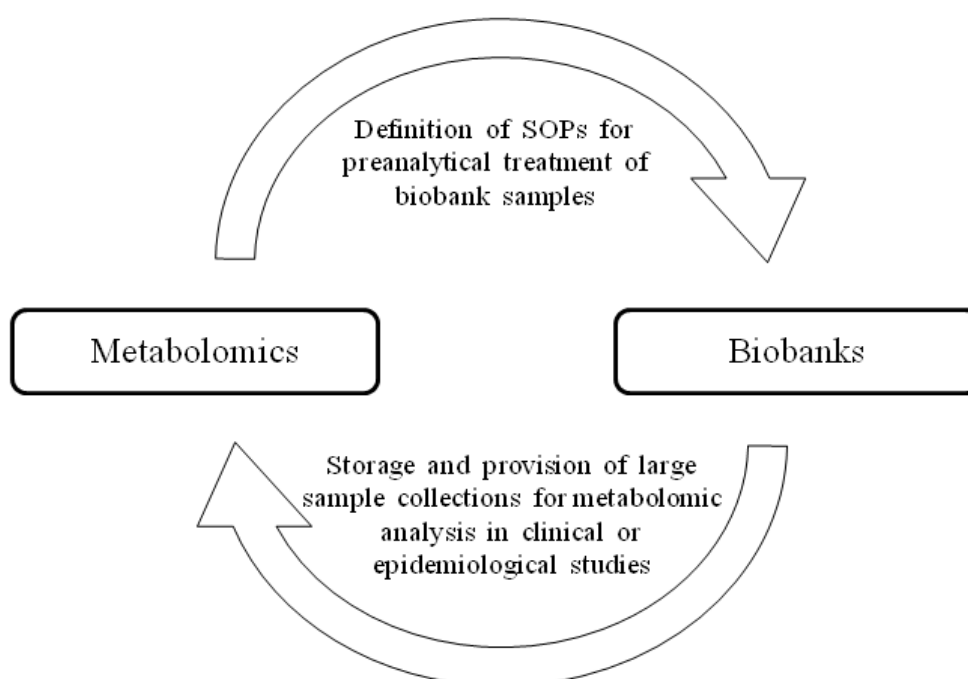 Definition of SOPs for
preanalytical treatment of
biobank samples
Metabolomics
Biobanks
Storage and provision of large
sample collections for metabolomic
analysis in clinical or
epidemiological studies